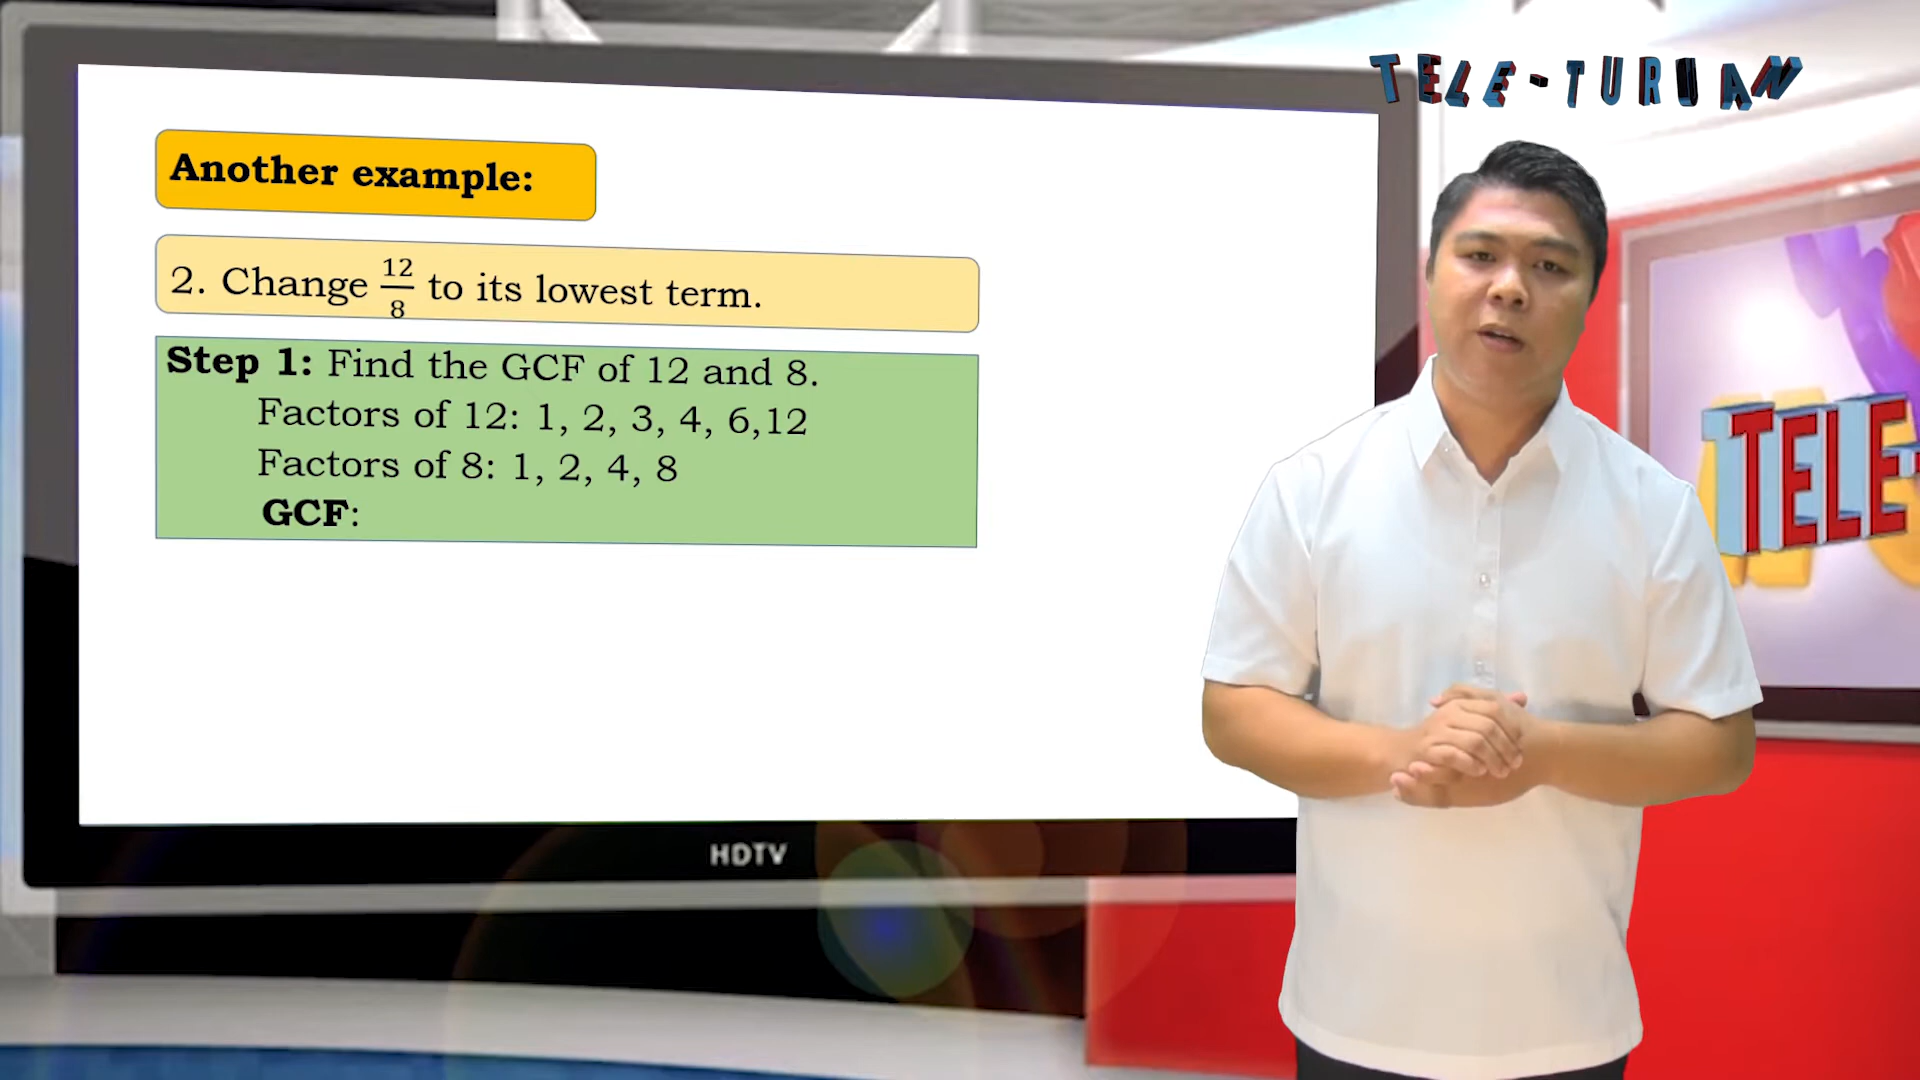 TELE-TURUAN
Another example:
2. Change 12/8 to its lowest term.
Step 1: Find the GCF of 12 and 8.
Factors of 12: 1, 2, 3, 4, 6,12
Factors of 8: 1, 2, 4, 8
GCF:
TELE-
HDTV